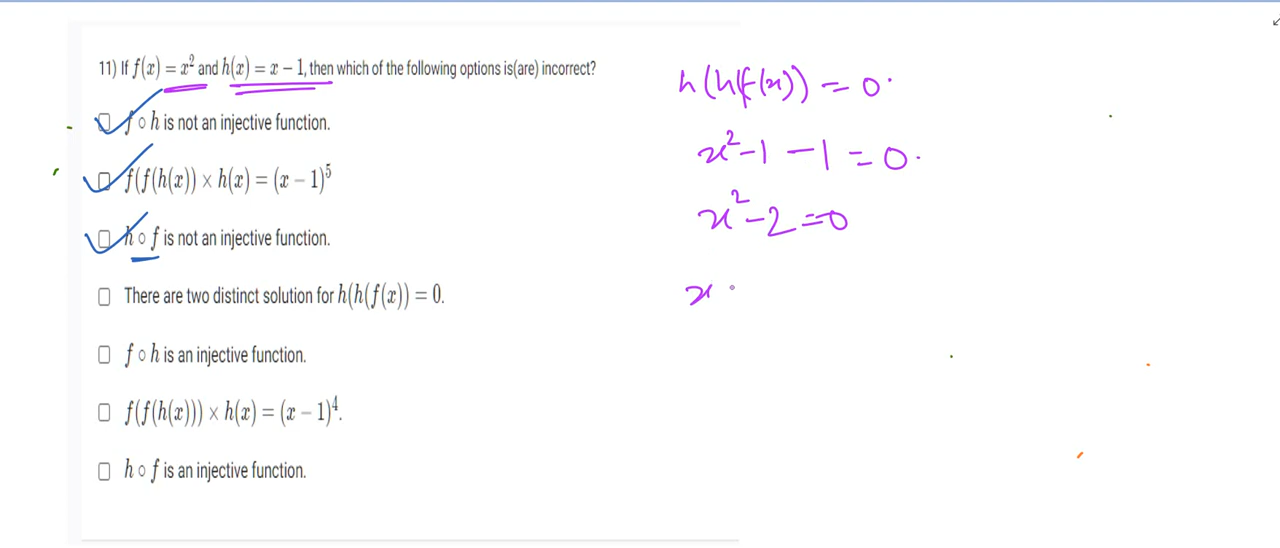 11) If f(x) = x² and h(x) = x − 1, then which of the following options is(are) incorrect?
f ∘ h is not an injective function.
f(f(h(x)) × h(x) = (x − 1)⁵
h ∘ f is not an injective function.
There are two distinct solution for h(h(f(x)) = 0.
f ∘ h is an injective function.
f(f(h(x))) × h(x) = (x − 1)⁴.
h ∘ f is an injective function.
h(h(f(x)) = 0.
x² − 1 − 1 = 0.
x² − 2 = 0
x